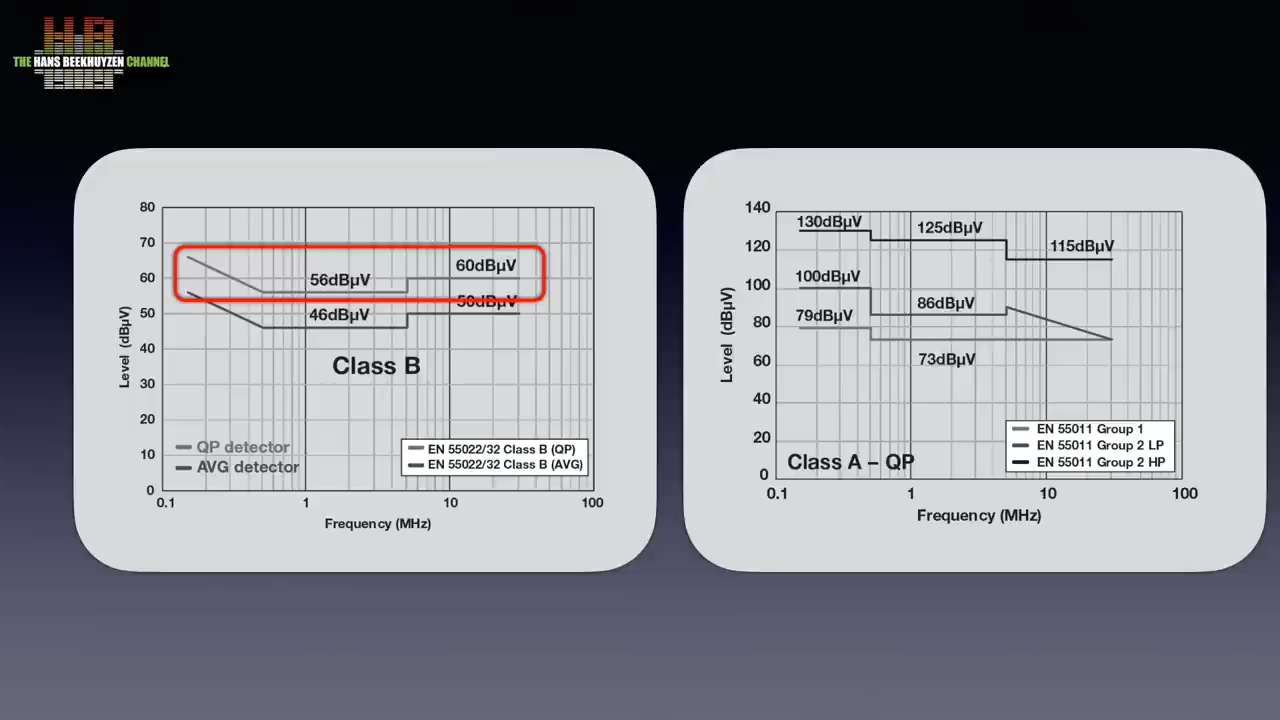 THE HANS BEEKHUYZEN CHANNEL
80
70
60
50
40
30
20
10
0
Level (dBµV)
56dBµV
60dBµV
46dBµV
50dBµV
Class B
QP detector
AVG detector
EN 55022/32 Class B (QP)
EN 55022/32 Class B (AVG)
0.1 1 10 100
Frequency (MHz)
140
120
100
80
60
40
20
0
Level (dBµV)
130dBµV
125dBµV
115dBµV
100dBµV
86dBµV
79dBµV
73dBµV
EN 55011 Group 1
EN 55011 Group 2 LP
EN 55011 Group 2 HP
Class A – QP
0.1 1 10 100
Frequency (MHz)